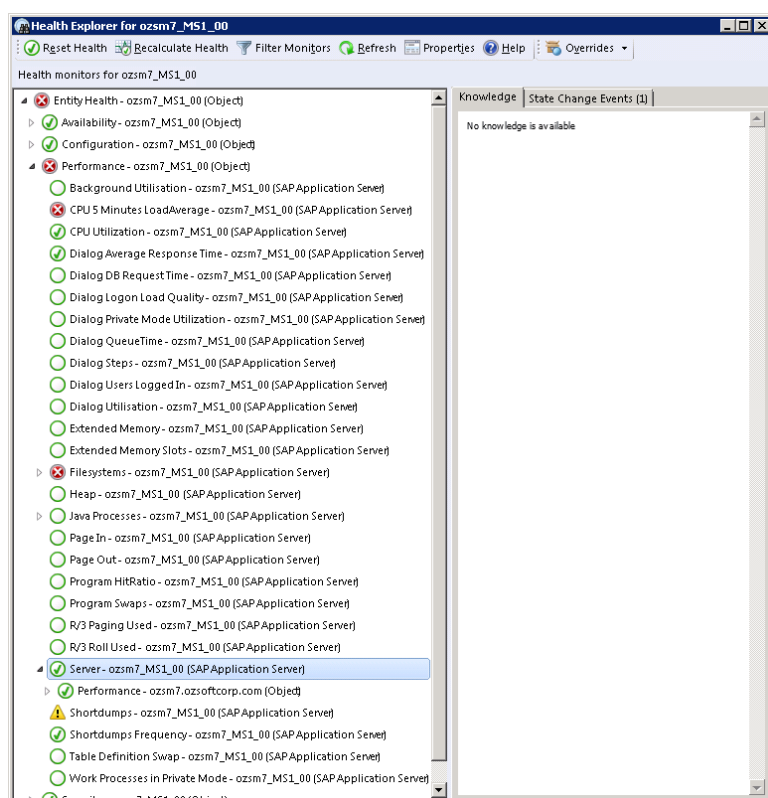 Health Explorer for ozsm7_MS1_00
Reset Health Recalculate Health Filter Monitors Refresh Properties Help Overrides
Health monitors for ozsm7_MS1_00
Entity Health - ozsm7_MS1_00 (Object)
Availability - ozsm7_MS1_00 (Object)
Configuration - ozsm7_MS1_00 (Object)
Performance - ozsm7_MS1_00 (Object)
Background Utilisation - ozsm7_MS1_00 (SAP Application Server)
CPU 5 Minutes LoadAverage - ozsm7_MS1_00 (SAP Application Server)
CPU Utilization - ozsm7_MS1_00 (SAP Application Server)
Dialog Average Response Time - ozsm7_MS1_00 (SAP Application Server)
Dialog DB Request Time - ozsm7_MS1_00 (SAP Application Server)
Dialog Logon Load Quality - ozsm7_MS1_00 (SAP Application Server)
Dialog Private Mode Utilization - ozsm7_MS1_00 (SAP Application Server)
Dialog QueueTime - ozsm7_MS1_00 (SAP Application Server)
Dialog Steps - ozsm7_MS1_00 (SAP Application Server)
Dialog Users Logged In - ozsm7_MS1_00 (SAP Application Server)
Dialog Utilisation - ozsm7_MS1_00 (SAP Application Server)
Extended Memory - ozsm7_MS1_00 (SAP Application Server)
Extended Memory Slots - ozsm7_MS1_00 (SAP Application Server)
Filesystems - ozsm7_MS1_00 (SAP Application Server)
Heap - ozsm7_MS1_00 (SAP Application Server)
Java Processes - ozsm7_MS1_00 (SAP Application Server)
Page In - ozsm7_MS1_00 (SAP Application Server)
Page Out - ozsm7_MS1_00 (SAP Application Server)
Program HitRatio - ozsm7_MS1_00 (SAP Application Server)
Program Swaps - ozsm7_MS1_00 (SAP Application Server)
R/3 Paging Used - ozsm7_MS1_00 (SAP Application Server)
R/3 Roll Used - ozsm7_MS1_00 (SAP Application Server)
Server - ozsm7_MS1_00 (SAP Application Server)
Performance - ozsm7.ozsoftcorp.com (Object)
Shortdumps - ozsm7_MS1_00 (SAP Application Server)
Shortdumps Frequency - ozsm7_MS1_00 (SAP Application Server)
Table Definition Swap - ozsm7_MS1_00 (SAP Application Server)
Work Processes in Private Mode - ozsm7_MS1_00 (SAP Application Server)
Knowledge State Change Events (1)
No knowledge is available